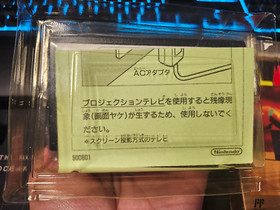 ACアダプタ
プロジェクションテレビを使用すると残像現
象(画面ヤケ)が生ずるため、使用しないでく
ださい。
※スクリーン投影方式のテレビ
Nintendo